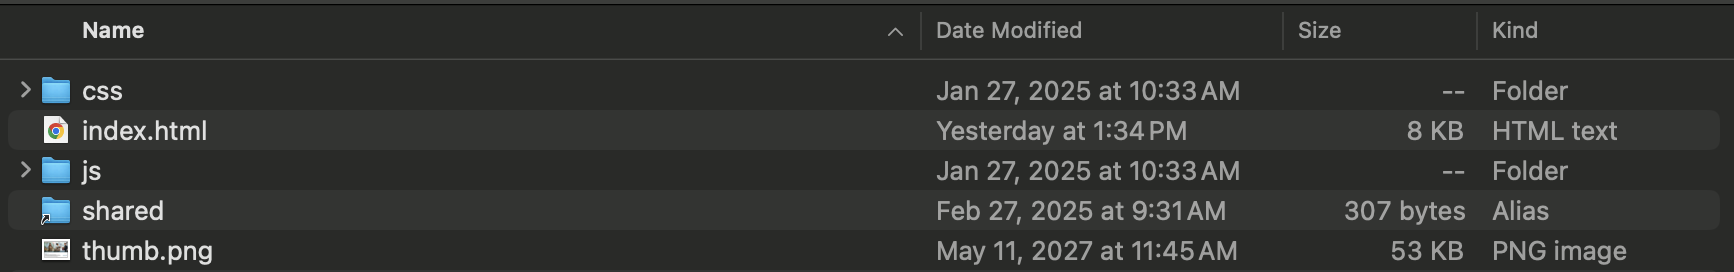 Name Date Modified Size Kind
css Jan 27, 2025 at 10:33 AM -- Folder
index.html Yesterday at 1:34 PM 8 KB HTML text
js Jan 27, 2025 at 10:33 AM -- Folder
shared Feb 27, 2025 at 9:31 AM 307 bytes Alias
thumb.png May 11, 2027 at 11:45 AM 53 KB PNG image